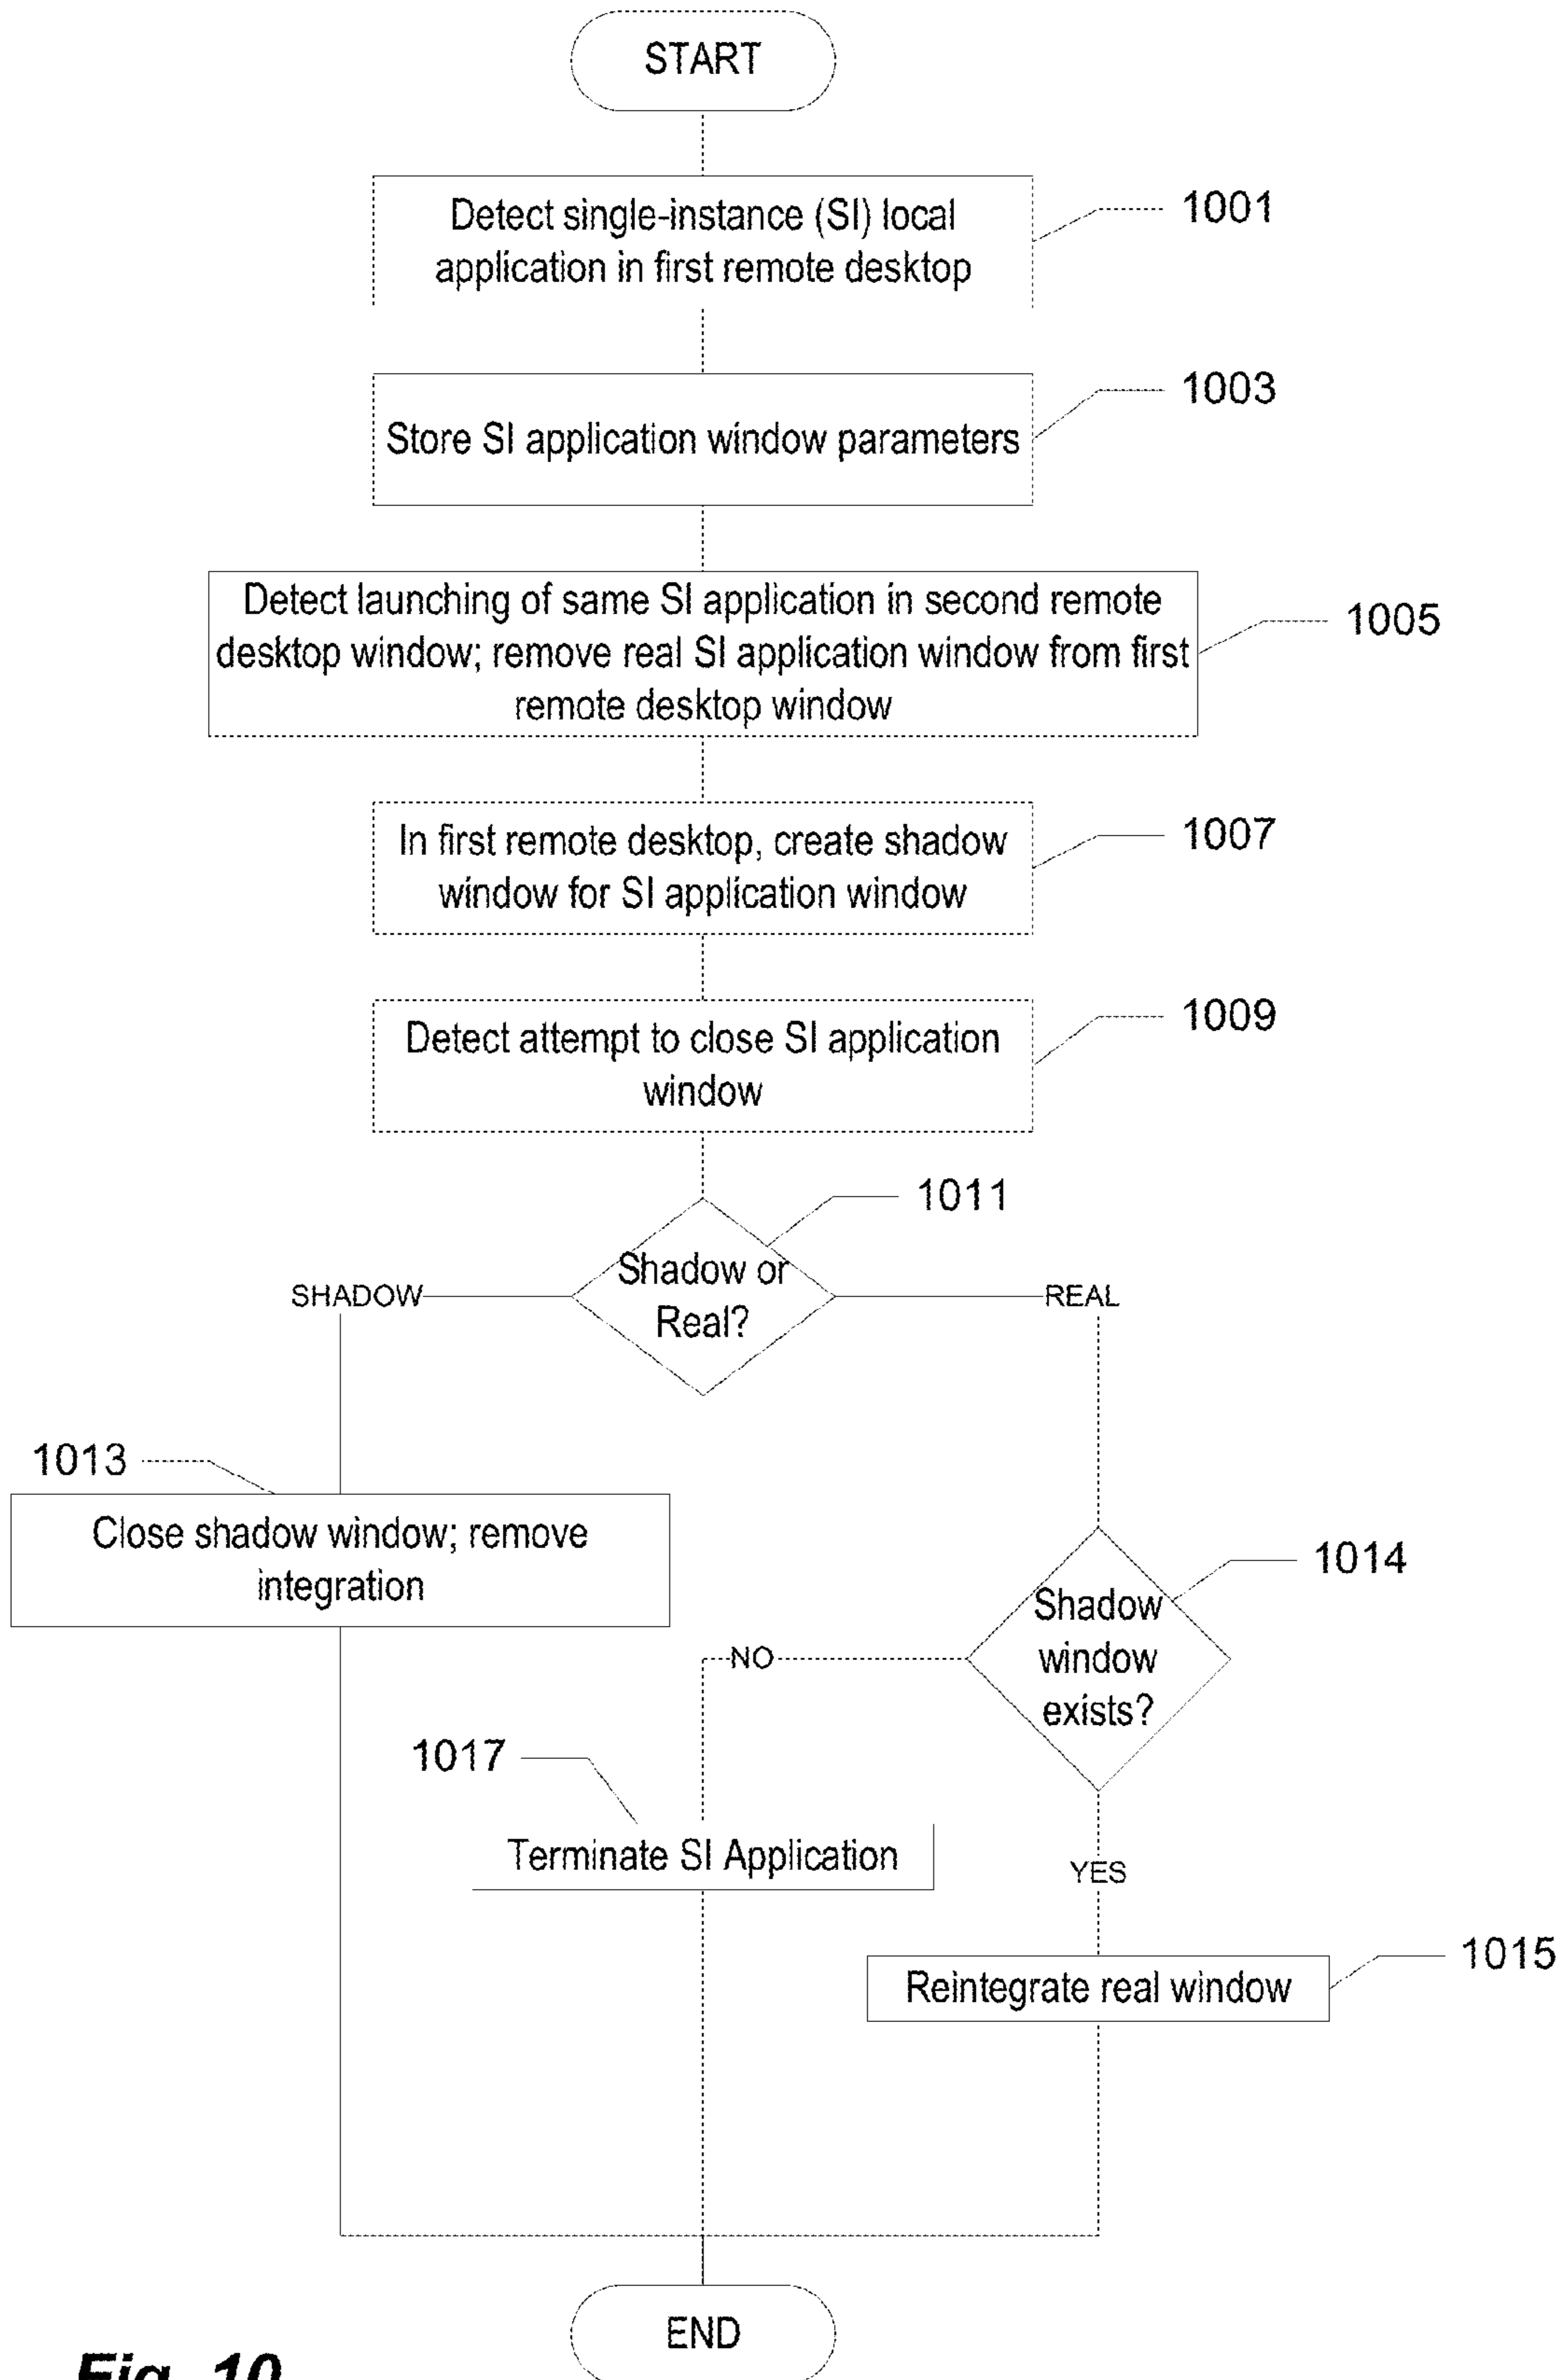 START
Detect single-instance (SI) local
application in first remote desktop
1001
Store SI application window parameters
1003
Detect launching of same SI application in second remote
desktop window; remove real SI application window from first
remote desktop window
1005
In first remote desktop, create shadow
window for SI application window
1007
Detect attempt to close SI application
window
1009
Shadow or
Real?
1011
SHADOW
REAL
1013
Close shadow window; remove
integration
Shadow
window
exists?
1014
NO
1017
Terminate SI Application
YES
Reintegrate real window
1015
END
Fig. 10